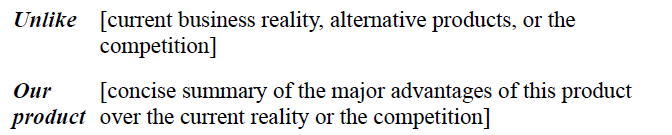 Unlike [current business reality, alternative products, or the
competition]
Our [concise summary of the major advantages of this product
product over the current reality or the competition]